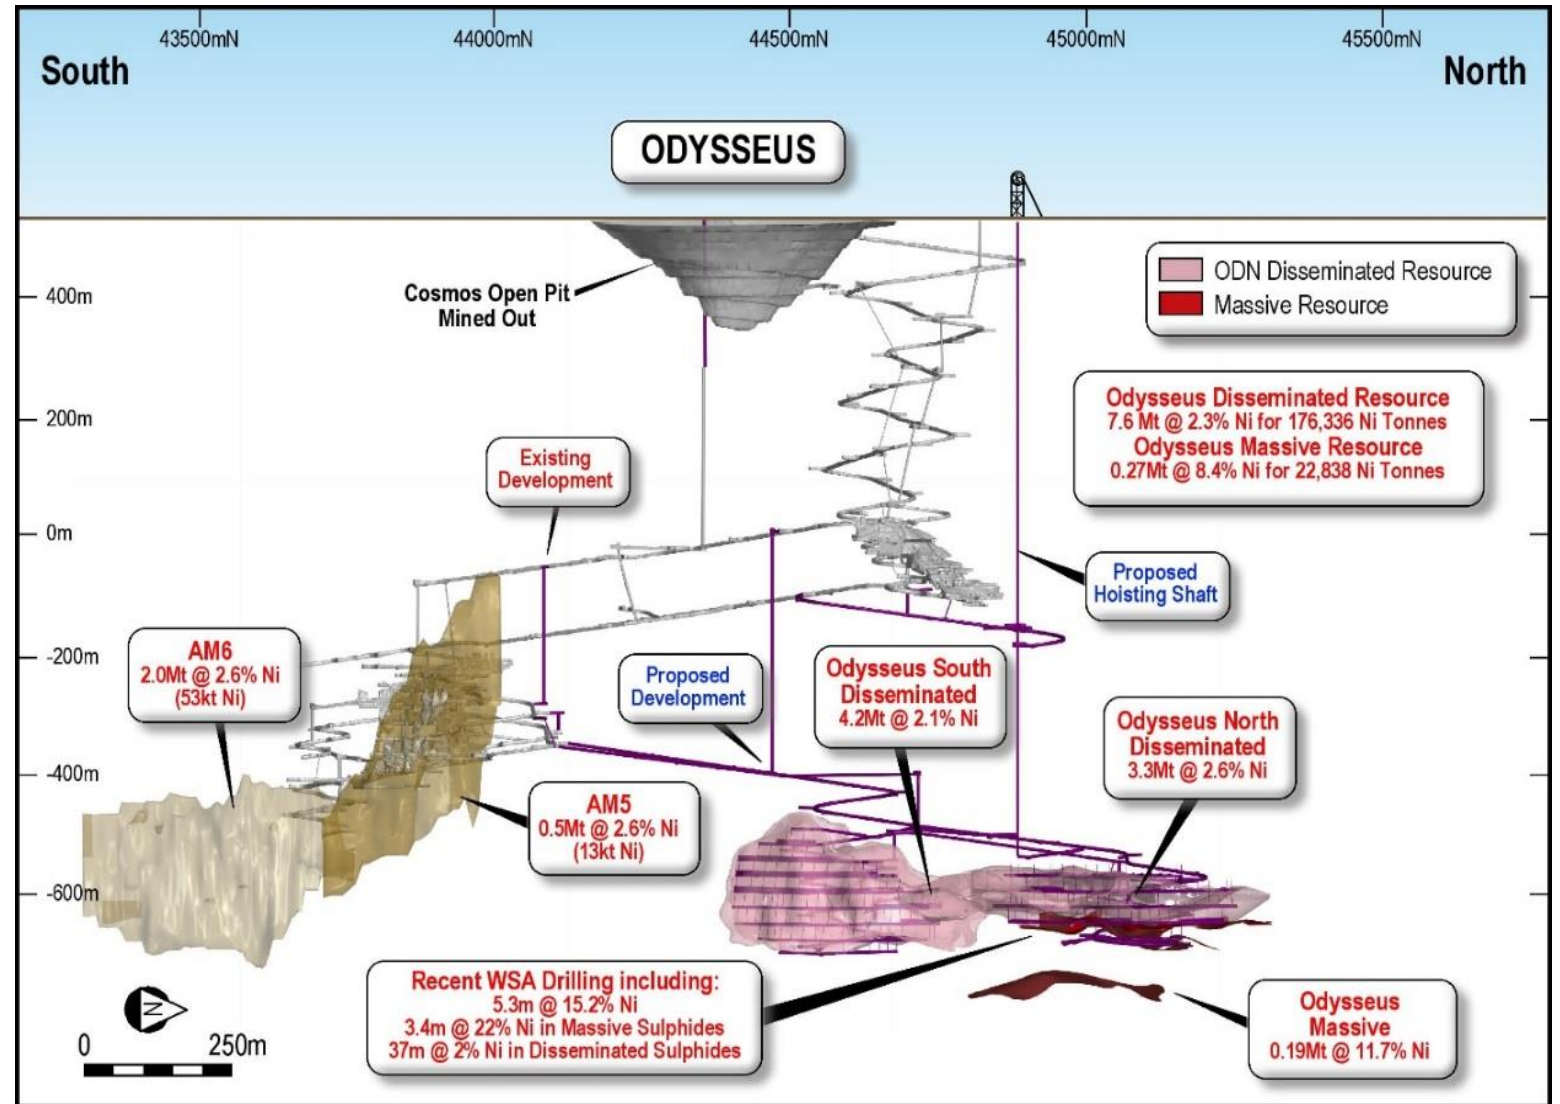 43500mN
44000mN
44500mN
45000mN
45500mN
South
North
ODYSSEUS
Cosmos Open Pit
Mined Out
ODN Disseminated Resource
Massive Resource
400m
200m
0m
-200m
-400m
-600m
Odysseus Disseminated Resource
7.6 Mt @ 2.3% Ni for 176,336 Ni Tonnes
Odysseus Massive Resource
0.27Mt @ 8.4% Ni for 22,838 Ni Tonnes
Existing
Development
Proposed
Hoisting Shaft
AM6
2.0Mt @ 2.6% Ni
(53kt Ni)
Proposed
Development
Odysseus South
Disseminated
4.2Mt @ 2.1% Ni
Odysseus North
Disseminated
3.3Mt @ 2.6% Ni
AM5
0.5Mt @ 2.6% Ni
(13kt Ni)
Recent WSA Drilling including:
5.3m @ 15.2% Ni
3.4m @ 22% Ni in Massive Sulphides
37m @ 2% Ni in Disseminated Sulphides
Odysseus
Massive
0.19Mt @ 11.7% Ni
N
0 250m